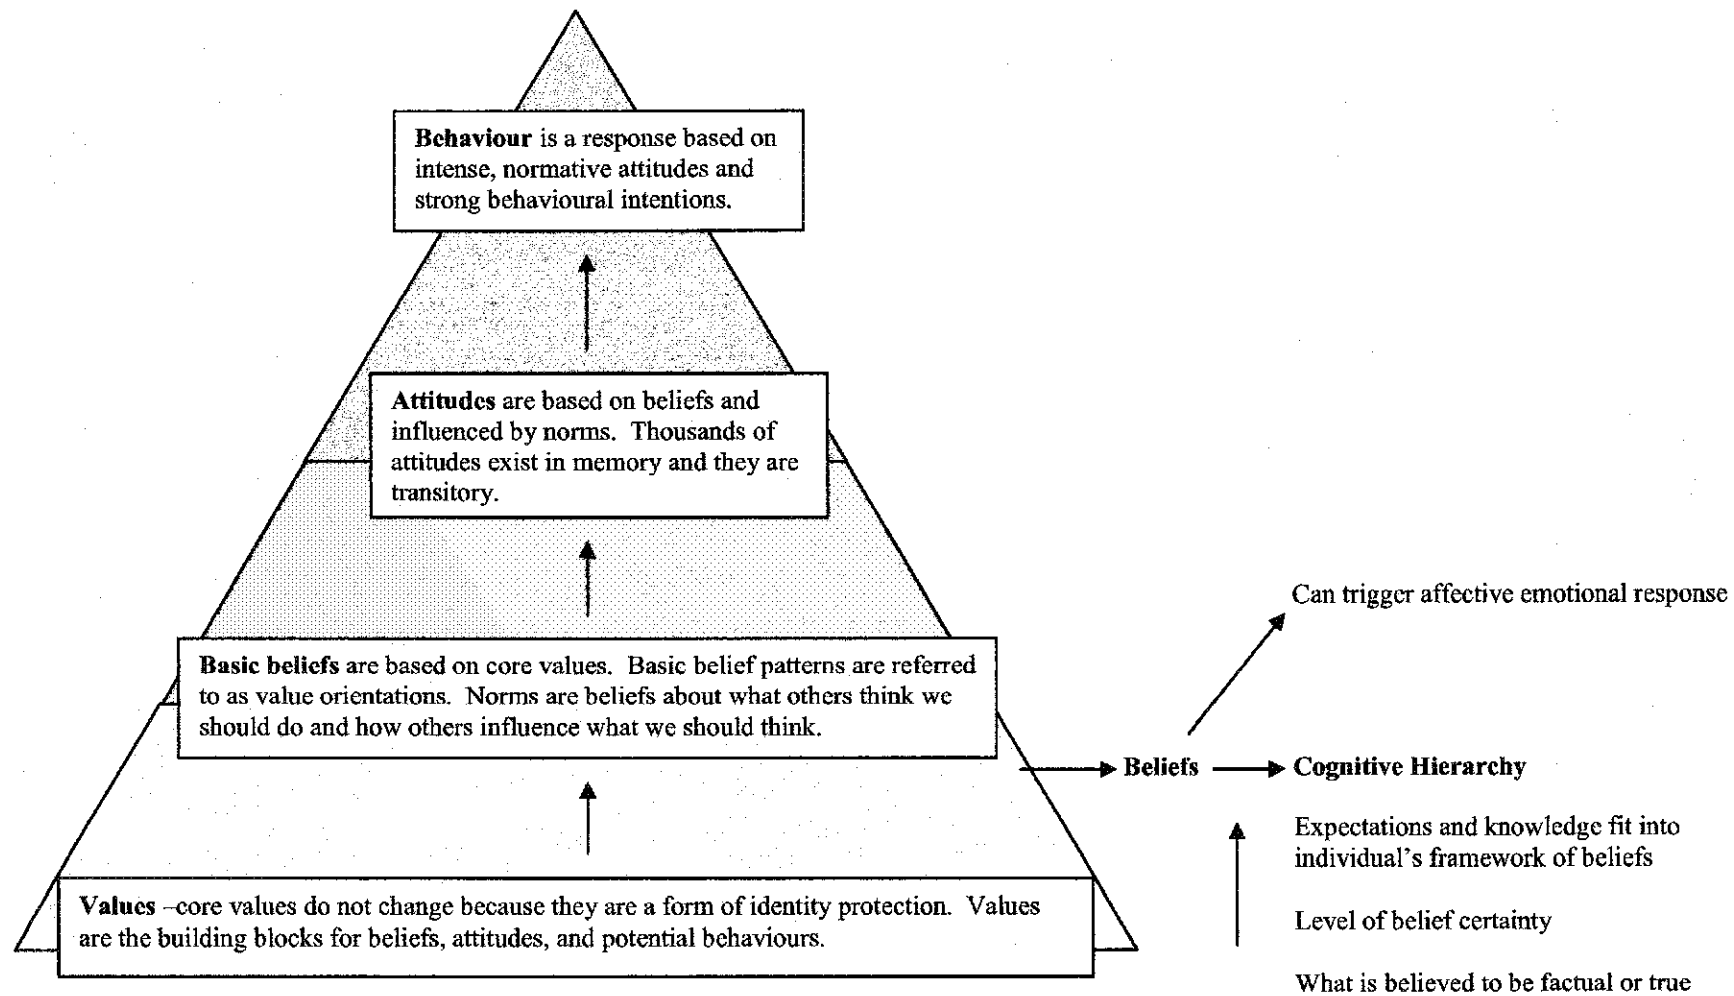 Behaviour is a response based on
intense, normative attitudes and
strong behavioural intentions.
Attitudes are based on beliefs and
influenced by norms. Thousands of
attitudes exist in memory and they are
transitory.
Can trigger affective emotional response
Basic beliefs are based on core values. Basic belief patterns are referred
to as value orientations. Norms are beliefs about what others think we
should do and how others influence what we should think.
Beliefs
Cognitive Hierarchy
Expectations and knowledge fit into
individual's framework of beliefs
Values –core values do not change because they are a form of identity protection. Values
are the building blocks for beliefs, attitudes, and potential behaviours.
Level of belief certainty
What is believed to be factual or true